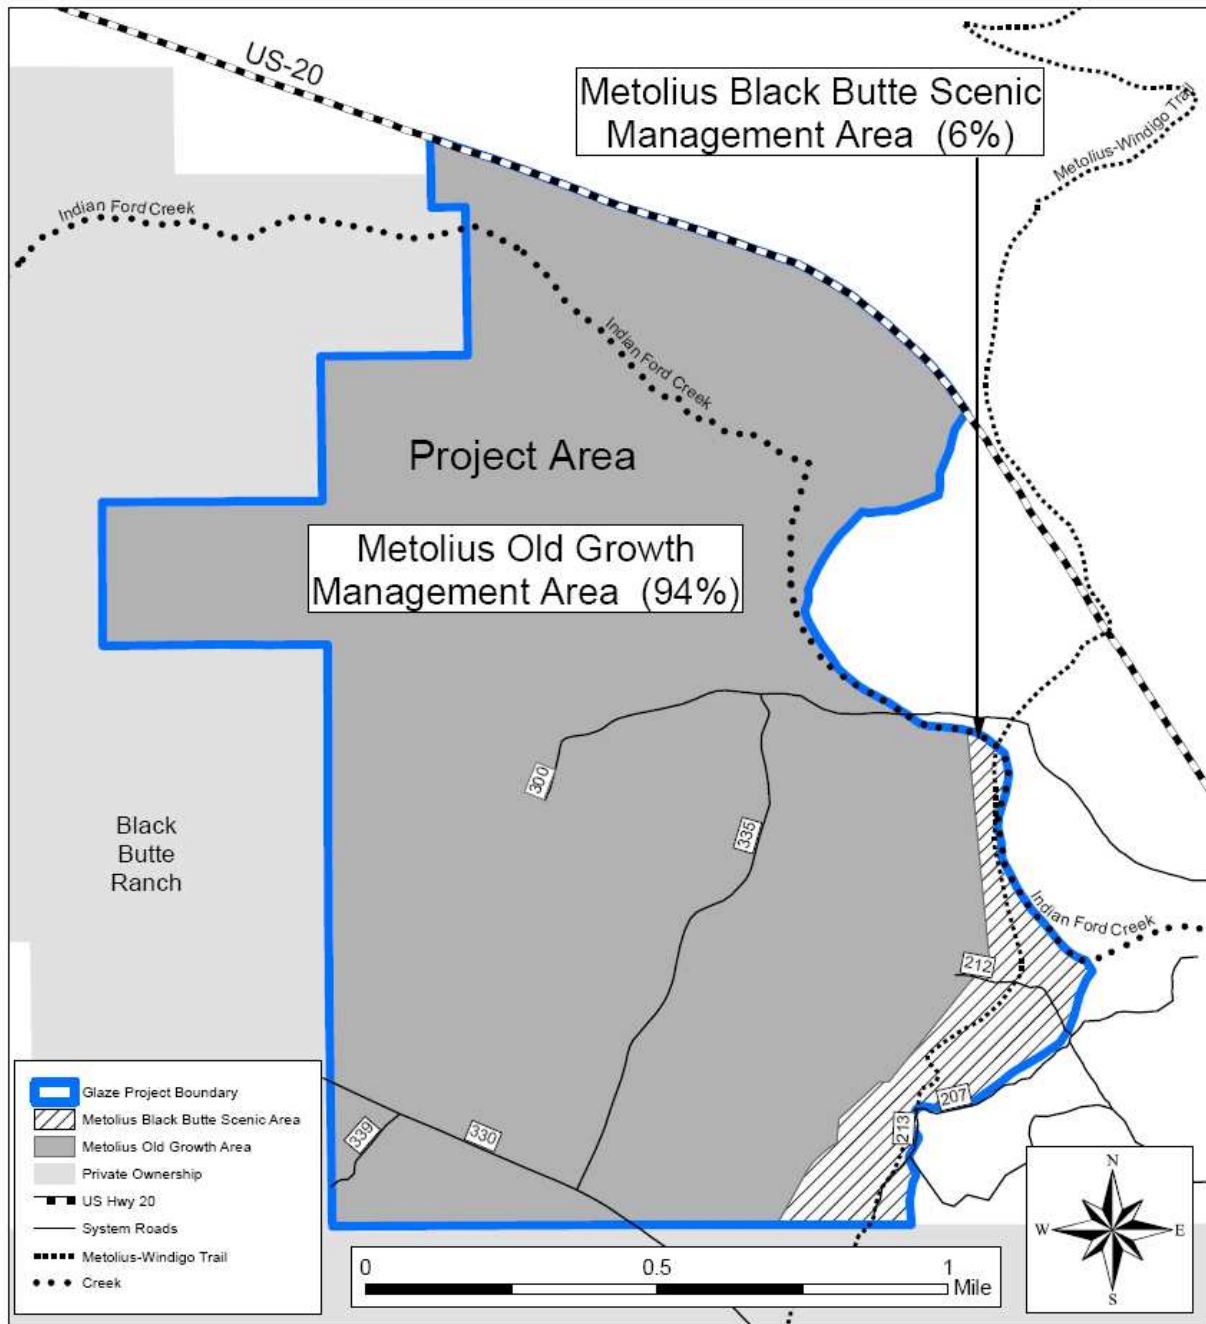 US-20
Metolius Black Butte Scenic
Management Area (6%)
Metolius-Windigo Trail
Indian Ford Creek
Indian Ford Creek
Project Area
Metolius Old Growth
Management Area (94%)
300
335
Black
Butte
Ranch
Indian Ford Creek
212
207
213
330
339
Glaze Project Boundary
Metolius Black Butte Scenic Area
Metolius Old Growth Area
Private Ownership
US Hwy 20
System Roads
Metolius-Windigo Trail
Creek
0 0.5 1
Mile
N
W E
S